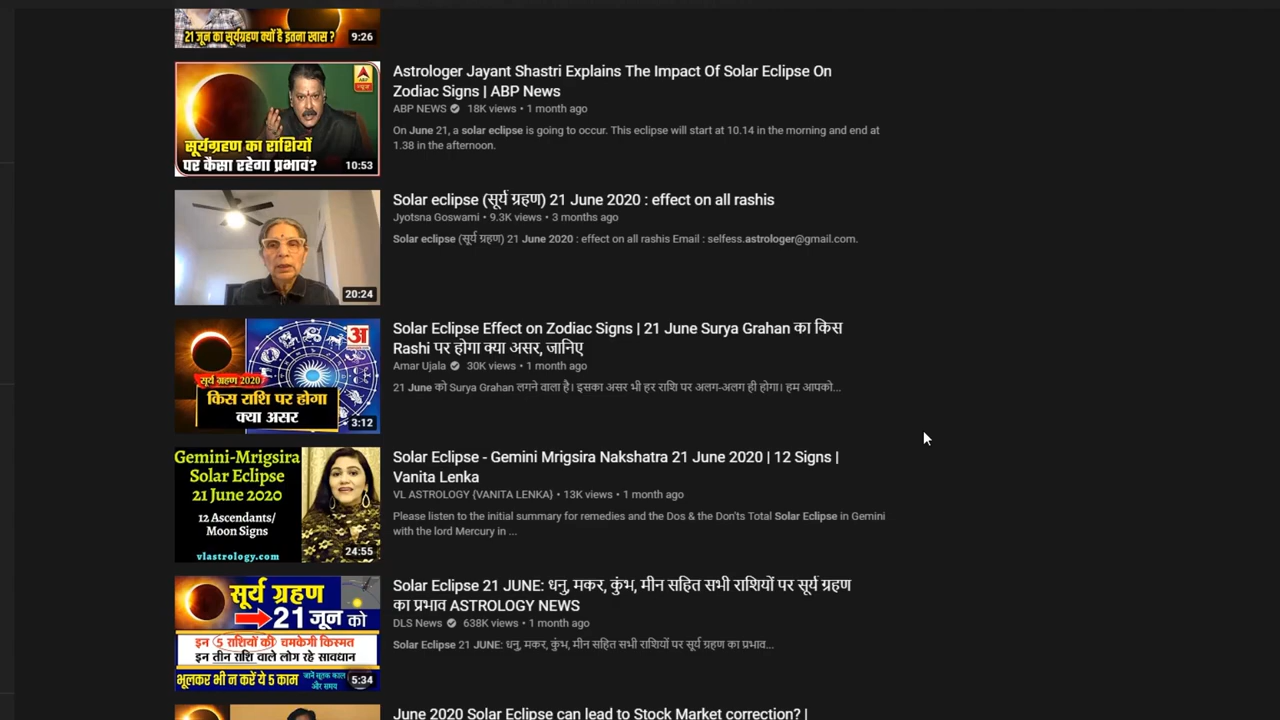 21 जून का सूर्यग्रहण क्यों है इतना खास ?
9:26
Astrologer Jayant Shastri Explains The Impact Of Solar Eclipse On
Zodiac Signs | ABP News
ABP NEWS 18K views • 1 month ago
On June 21, a solar eclipse is going to occur. This eclipse will start at 10.14 in the morning and end at
1.38 in the afternoon.
सूर्यग्रहण का राशियों
पर कैसा रहेगा प्रभाव?
10:53
Solar eclipse (सूर्य ग्रहण) 21 June 2020 : effect on all rashis
Jyotsna Goswami • 9.3K views • 3 months ago
Solar eclipse (सूर्य ग्रहण) 21 June 2020 : effect on all rashis Email : selfess.astrologer@gmail.com.
20:24
Solar Eclipse Effect on Zodiac Signs | 21 June Surya Grahan का किस
Rashi पर होगा क्या असर, जानिए
Amar Ujala 30K views • 1 month ago
21 June को Surya Grahan लगने वाला है। इसका असर भी हर राशि पर अलग-अलग ही होगा। हम आपको...
अ
सूर्य ग्रहण 2020
किस राशि पर होगा
क्या असर
3:12
Solar Eclipse - Gemini Mrigsira Nakshatra 21 June 2020 | 12 Signs |
Vanita Lenka
VL ASTROLOGY {VANITA LENKA} • 13K views • 1 month ago
Please listen to the initial summary for remedies and the Dos & the Don'ts Total Solar Eclipse in Gemini
with the lord Mercury in ...
Gemini-Mrigsira
Solar Eclipse
21 June 2020
12 Ascendants/
Moon Signs
vlastrology.com
24:55
Solar Eclipse 21 JUNE: धनु, मकर, कुंभ, मीन सहित सभी राशियों पर सूर्य ग्रहण
का प्रभाव ASTROLOGY NEWS
DLS News 638K views • 1 month ago
Solar Eclipse 21 JUNE: धनु, मकर, कुंभ, मीन सहित सभी राशियों पर सूर्य ग्रहण का प्रभाव...
सूर्य ग्रहण
21 जून को
इन 5 राशियों की चमकेगी किस्मत
इन तीन राशि वाले लोग रहे सावधान
भूलकर भी न करें ये 5 काम
जानें सूतक काल
और समय
5:34
June 2020 Solar Eclipse can lead to Stock Market correction? |